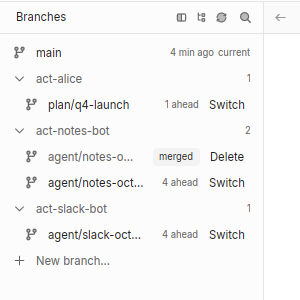 Branches
main 4 min ago current
act-alice 1
plan/q4-launch 1 ahead Switch
act-notes-bot 2
agent/notes-o... merged Delete
agent/notes-oct... 4 ahead Switch
act-slack-bot 1
agent/slack-oct... 4 ahead Switch
New branch...